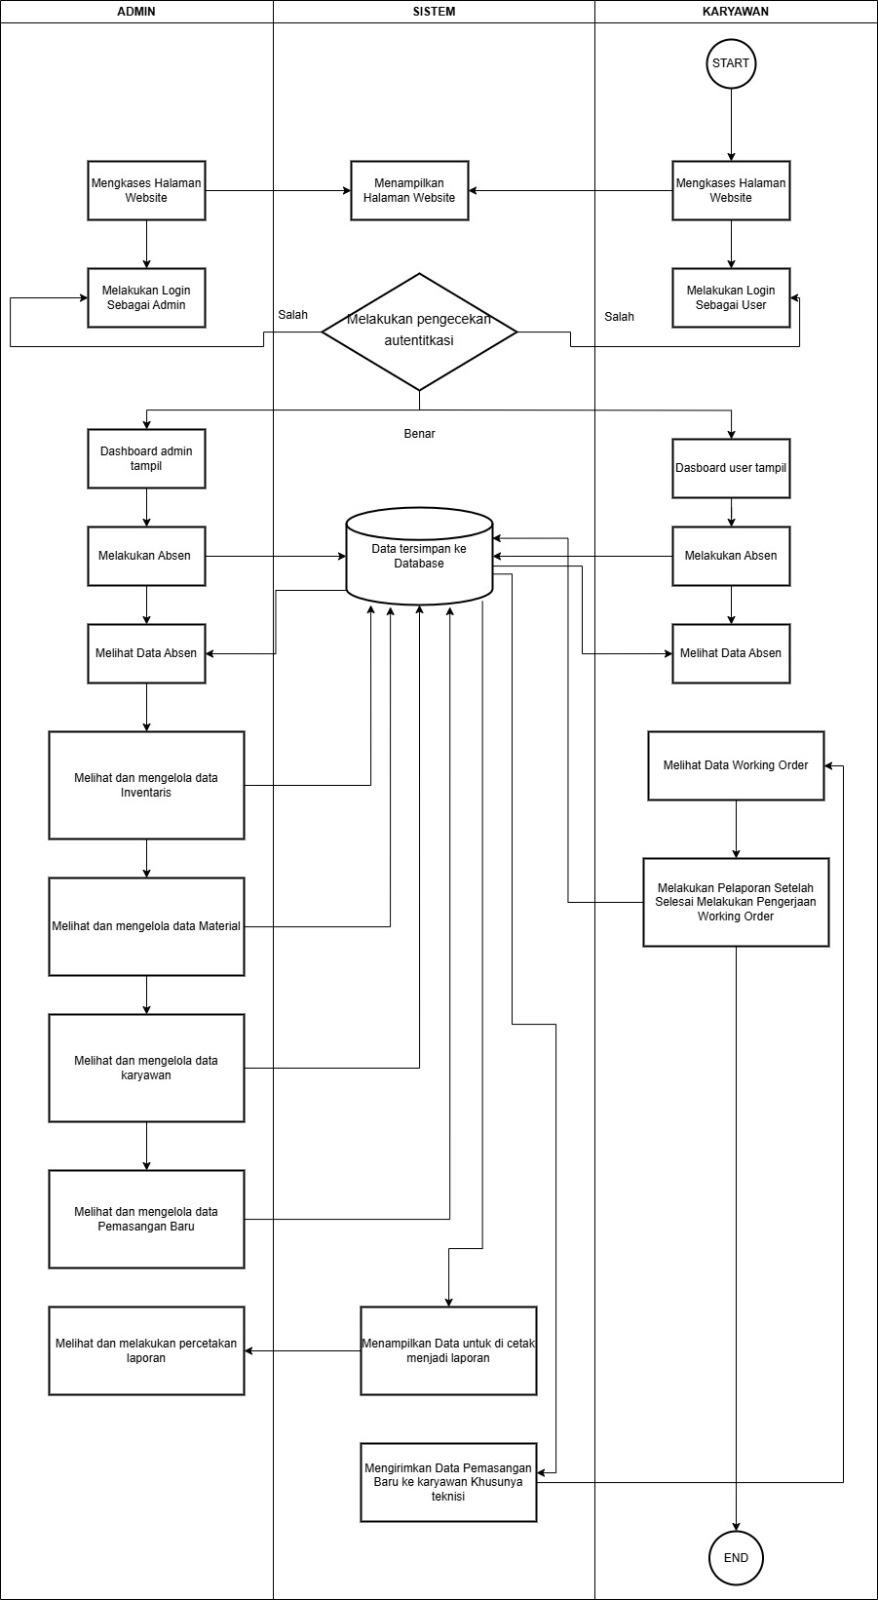 ADMIN
SISTEM
KARYAWAN
START
Mengkases Halaman
Website
Menampilkan
Halaman Website
Mengkases Halaman
Website
Melakukan Login
Sebagai Admin
Melakukan Login
Sebagai User
Salah
Melakukan pengecekan
autentitkasi
Salah
Benar
Dashboard admin
tampil
Dasboard user tampil
Melakukan Absen
Data tersimpan ke
Database
Melakukan Absen
Melihat Data Absen
Melihat Data Absen
Melihat dan mengelola data
Inventaris
Melihat Data Working Order
Melihat dan mengelola data Material
Melakukan Pelaporan Setelah
Selesai Melakukan Pengerjaan
Working Order
Melihat dan mengelola data
karyawan
Melihat dan mengelola data
Pemasangan Baru
Melihat dan melakukan percetakan
laporan
Menampilkan Data untuk di cetak
menjadi laporan
Mengirimkan Data Pemasangan
Baru ke karyawan Khusunya
teknisi
END